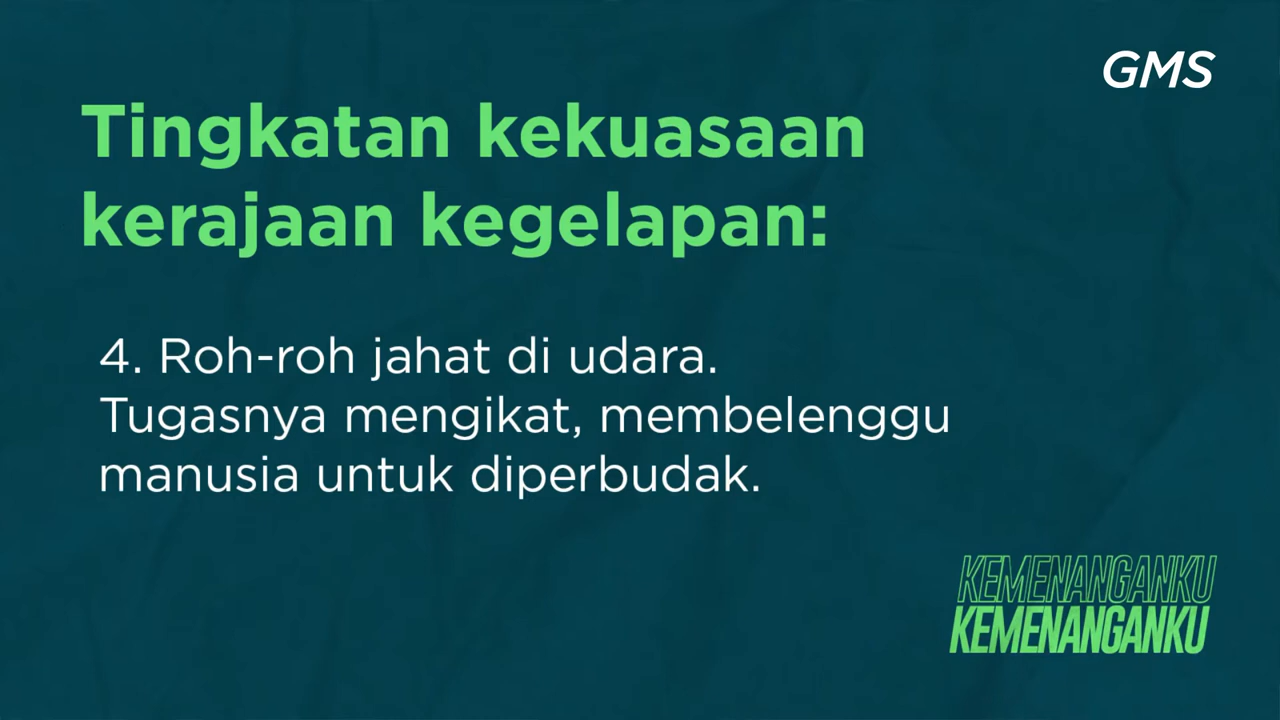 GMS
Tingkatan kekuasaan
kerajaan kegelapan:
4. Roh-roh jahat di udara.
Tugasnya mengikat, membelenggu
manusia untuk diperbudak.
KEMENANGANKU
KEMENANGANKU